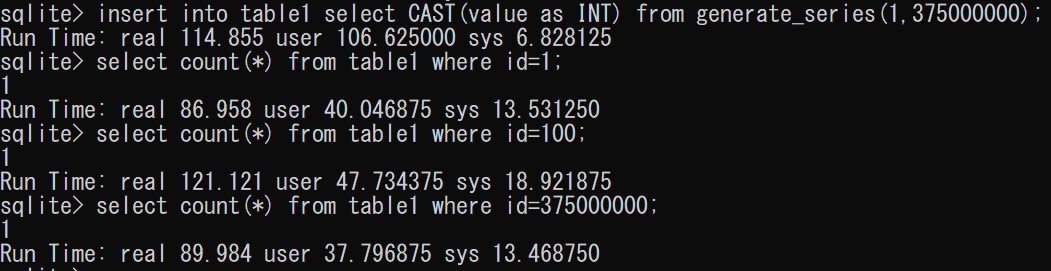 sqlite> insert into table1 select CAST(value as INT) from generate_series(1,375000000);
Run Time: real 114.855 user 106.625000 sys 6.828125
sqlite> select count(*) from table1 where id=1;
1
Run Time: real 86.958 user 40.046875 sys 13.531250
sqlite> select count(*) from table1 where id=100;
1
Run Time: real 121.121 user 47.734375 sys 18.921875
sqlite> select count(*) from table1 where id=375000000;
1
Run Time: real 89.984 user 37.796875 sys 13.468750